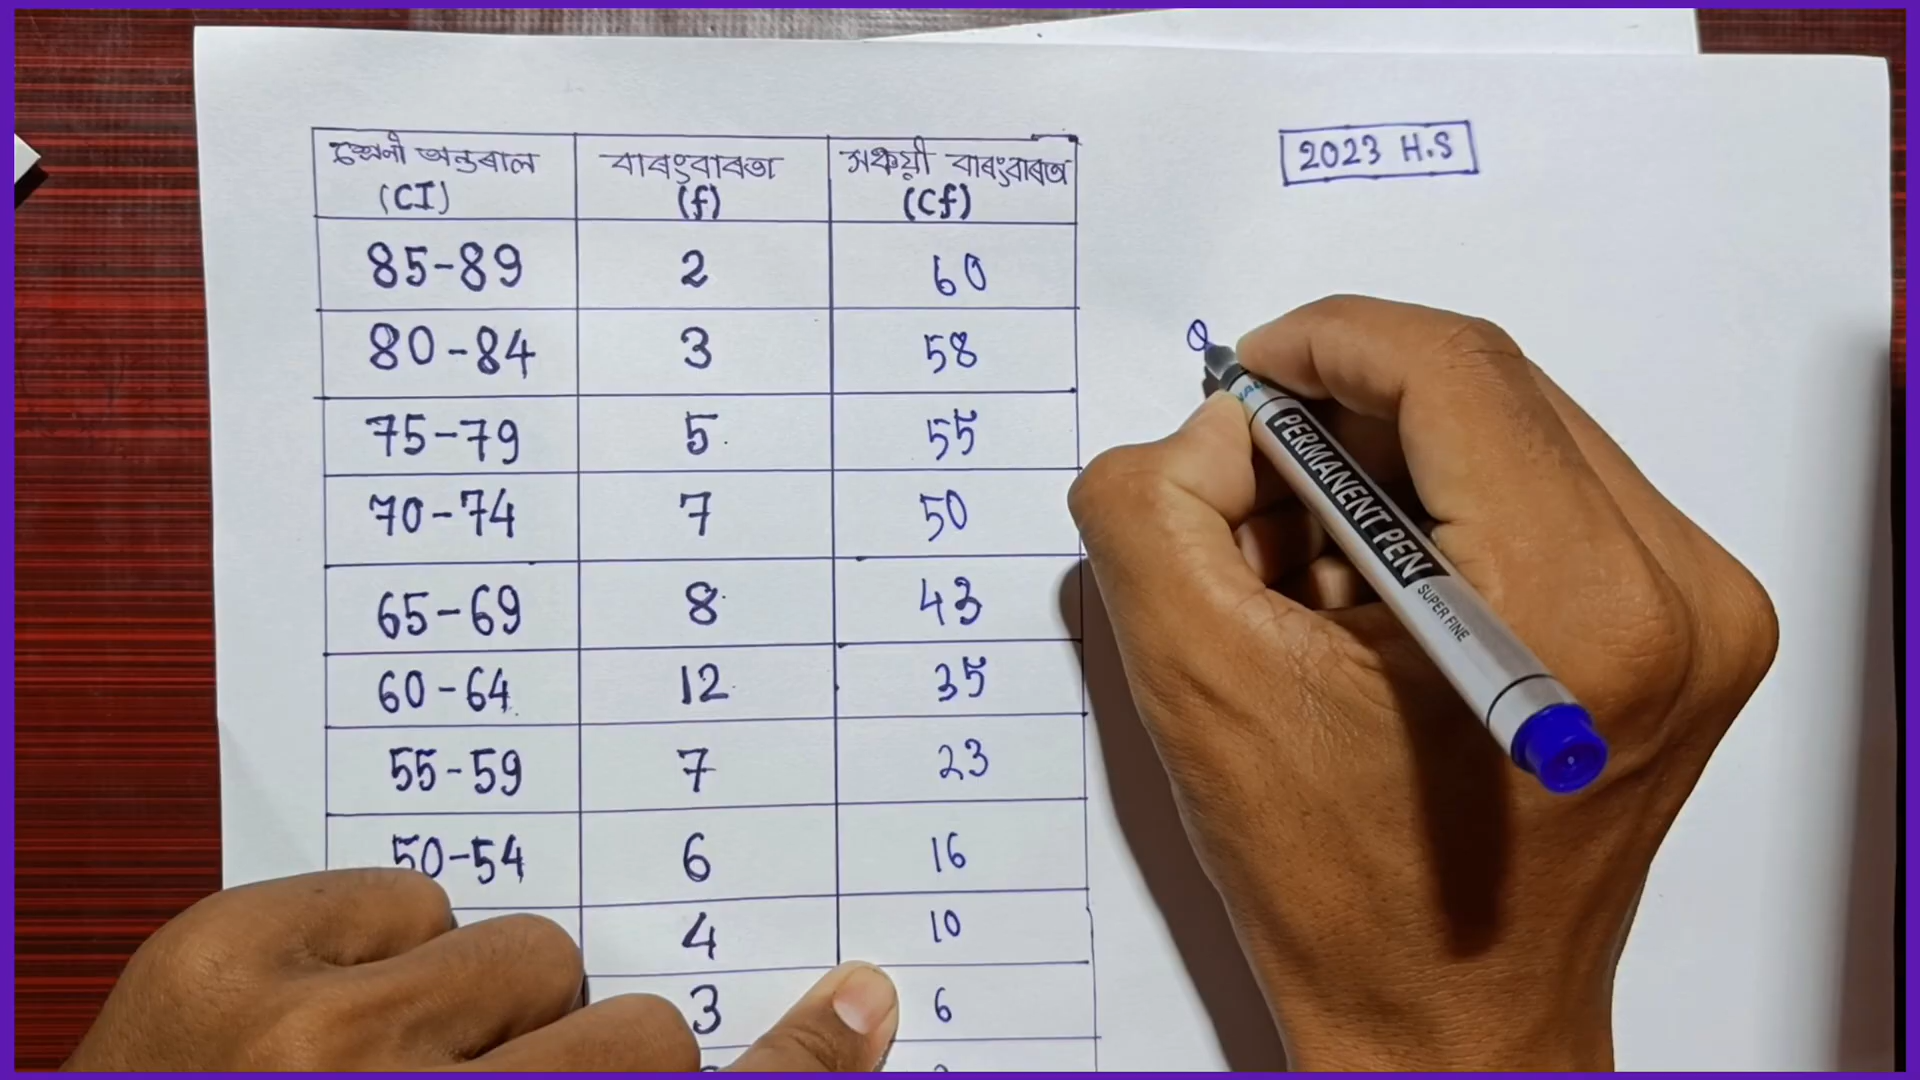 শ্ৰেণী অন্তৰাল বাৰংবাৰতা সঞ্চয়ী বাৰংবাৰতা
(CI) (f) (Cf)
2023 H.S
85-89 2 60
80-84 3 58
Q
75-79 5 55
70-74 7 50
65-69 8 43
60-64 12 35
55-59 7 23
50-54 6 16
4 10
3 6
PERMANENT PEN
SUPER FINE